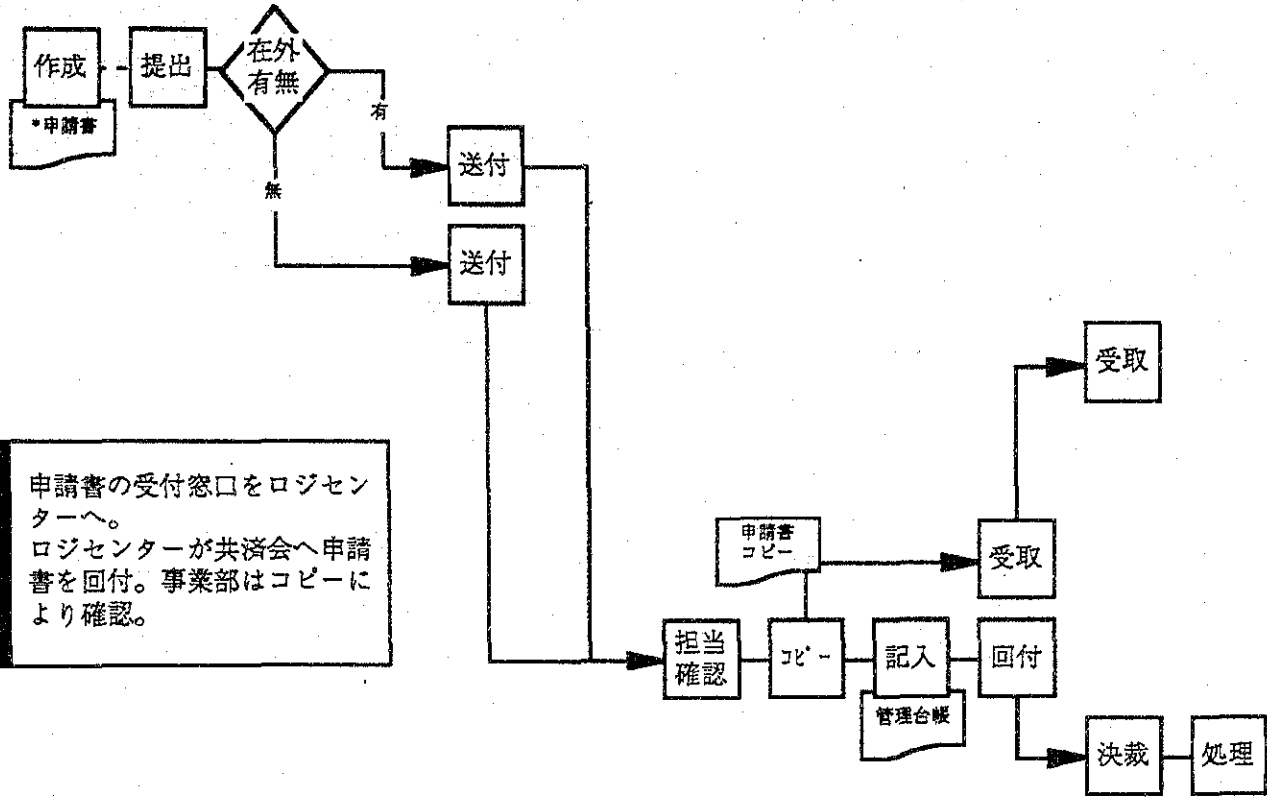 作成
提出
在外
有無
*申請書
有
無
送付
送付
受取
申請書の受付窓口をロジセン
ターへ。
ロジセンターが共済会へ申請
書を回付。事業部はコピーに
より確認。
申請書
コピー
受取
担当
確認
コピー
記入
回付
管理台帳
決裁
処理